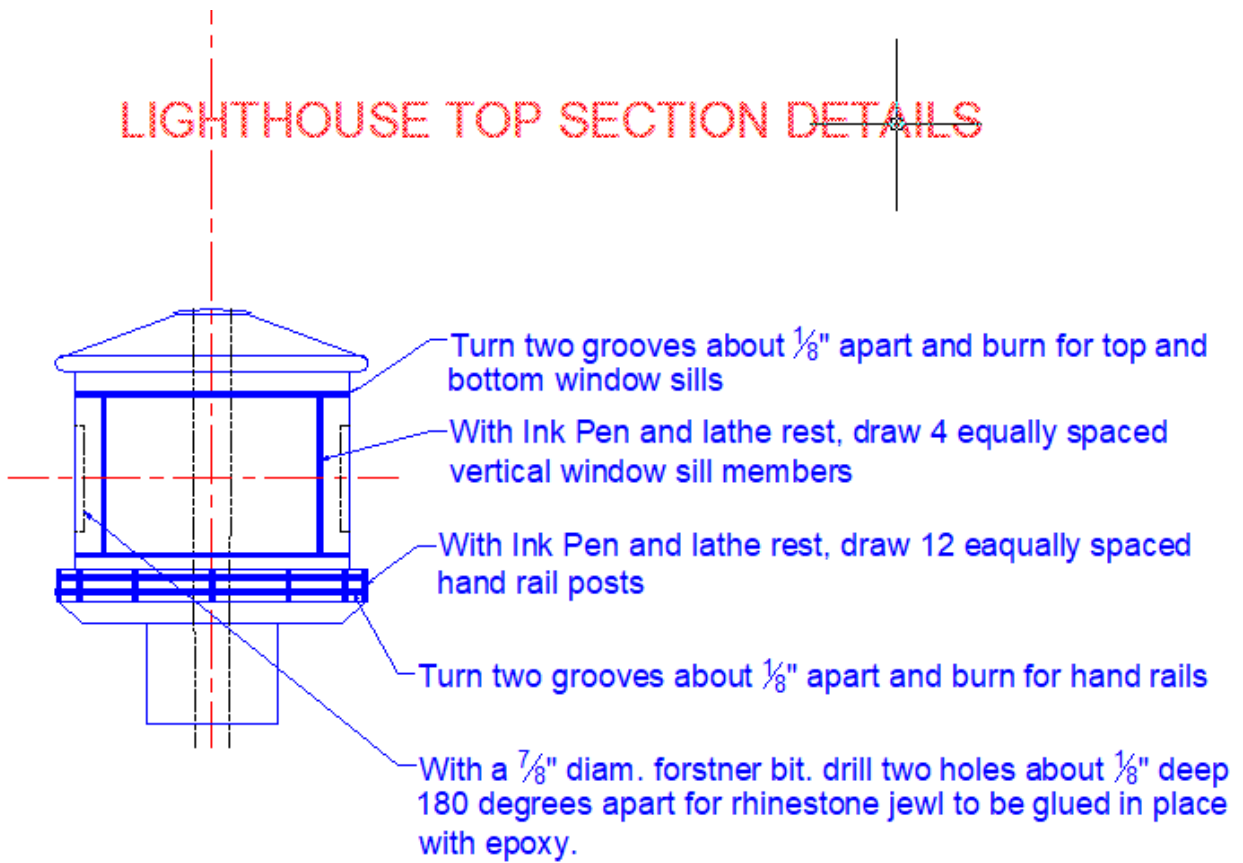 LIGHTHOUSE TOP SECTION DETAILS
Turn two grooves about ⅛" apart and burn for top and
bottom window sills
With Ink Pen and lathe rest, draw 4 equally spaced
vertical window sill members
With Ink Pen and lathe rest, draw 12 eaqually spaced
hand rail posts
Turn two grooves about ⅛" apart and burn for hand rails
With a ⅞" diam. forstner bit. drill two holes about ⅛" deep
180 degrees apart for rhinestone jewl to be glued in place
with epoxy.